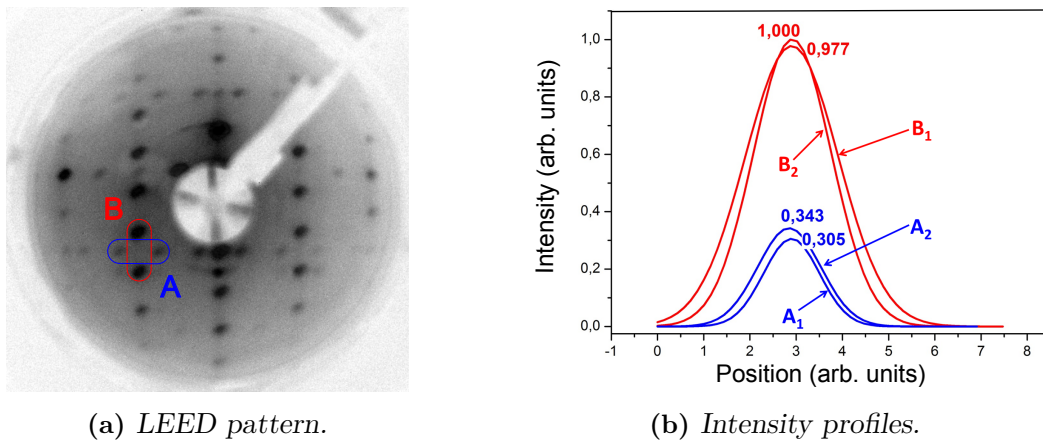 B
A
(a) LEED pattern.
Intensity (arb. units)
1,0
0,8
0,6
0,4
0,2
0,0
1,000
0,977
B1
B2
0,343
0,305
A2
A1
-1 0 1 2 3 4 5 6 7 8
Position (arb. units)
(b) Intensity profiles.